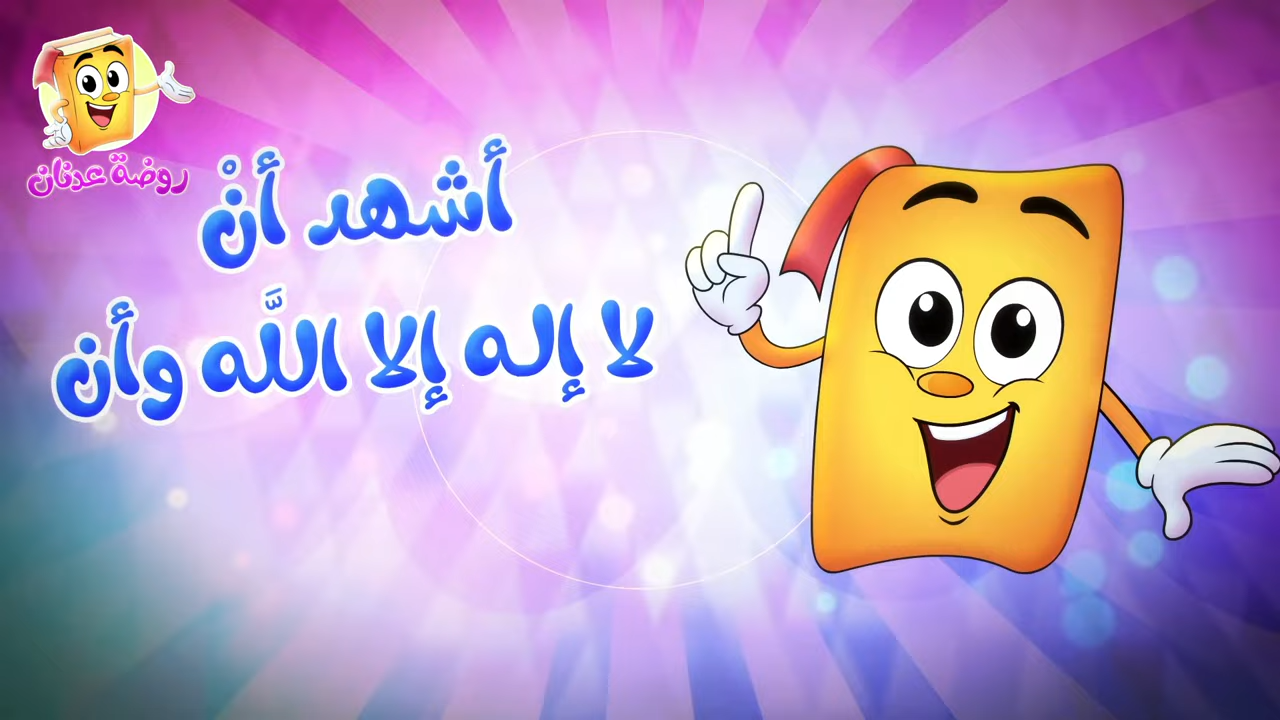 روضة عدنان
أشهد أنْ
لا إله إلا اللَّه وأن